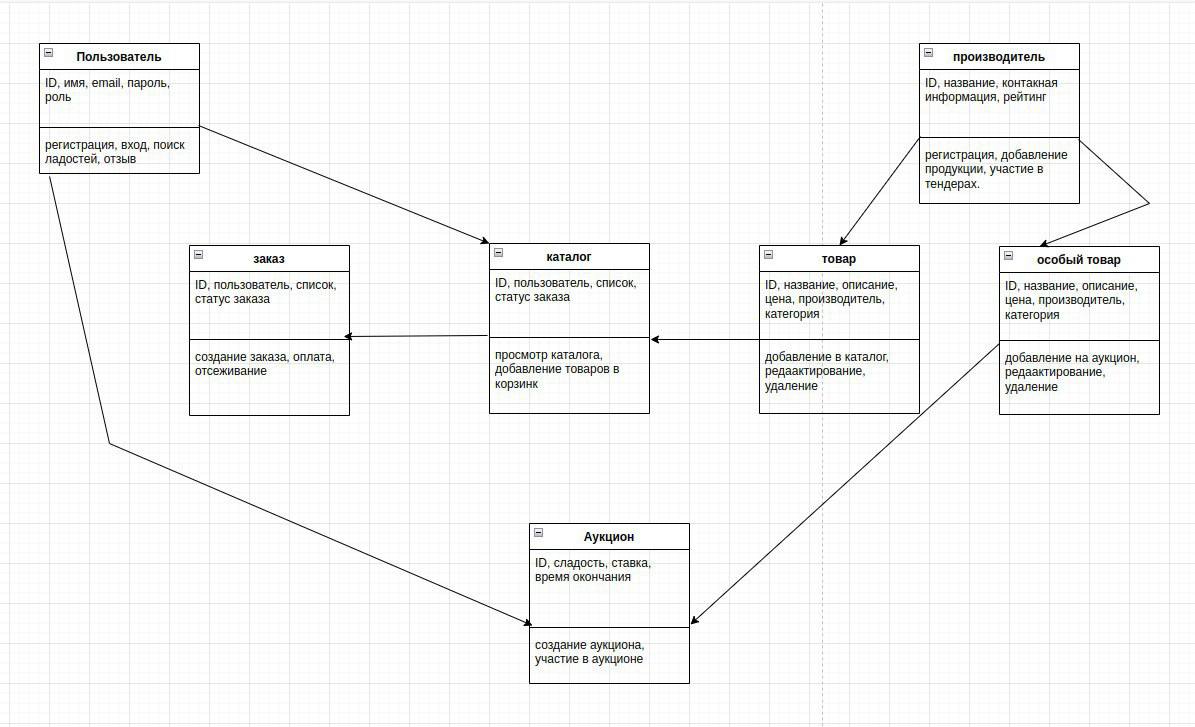 Пользователь
ID, имя, email, пароль,
роль
регистрация, вход, поиск
ладостей, отзыв
производитель
ID, название, контакная
информация, рейтинг
регистрация, добавление
продукции, участие в
тендерах.
заказ
ID, пользователь, список,
статус заказа
создание заказа, оплата,
отсеживание
каталог
ID, пользователь, список,
статус заказа
просмотр каталога,
добавление товаров в
корзинк
товар
ID, название, описание,
цена, производитель,
категория
добавление в каталог,
редаактирование,
удаление
особый товар
ID, название, описание,
цена, производитель,
категория
добавление на аукцион,
редаактирование,
удаление
Аукцион
ID, сладость, ставка,
время окончания
создание аукциона,
участие в аукционе